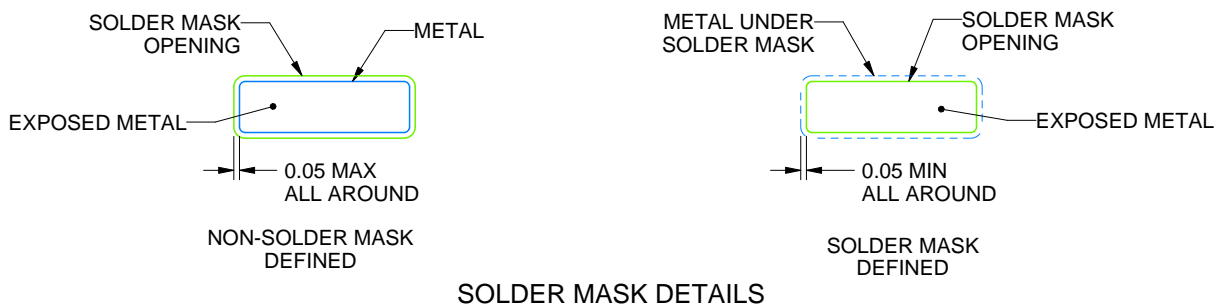 SOLDER MASK
OPENING
METAL
EXPOSED METAL
0.05 MAX
ALL AROUND
NON-SOLDER MASK
DEFINED
METAL UNDER
SOLDER MASK
SOLDER MASK
OPENING
EXPOSED METAL
0.05 MIN
ALL AROUND
SOLDER MASK
DEFINED
SOLDER MASK DETAILS